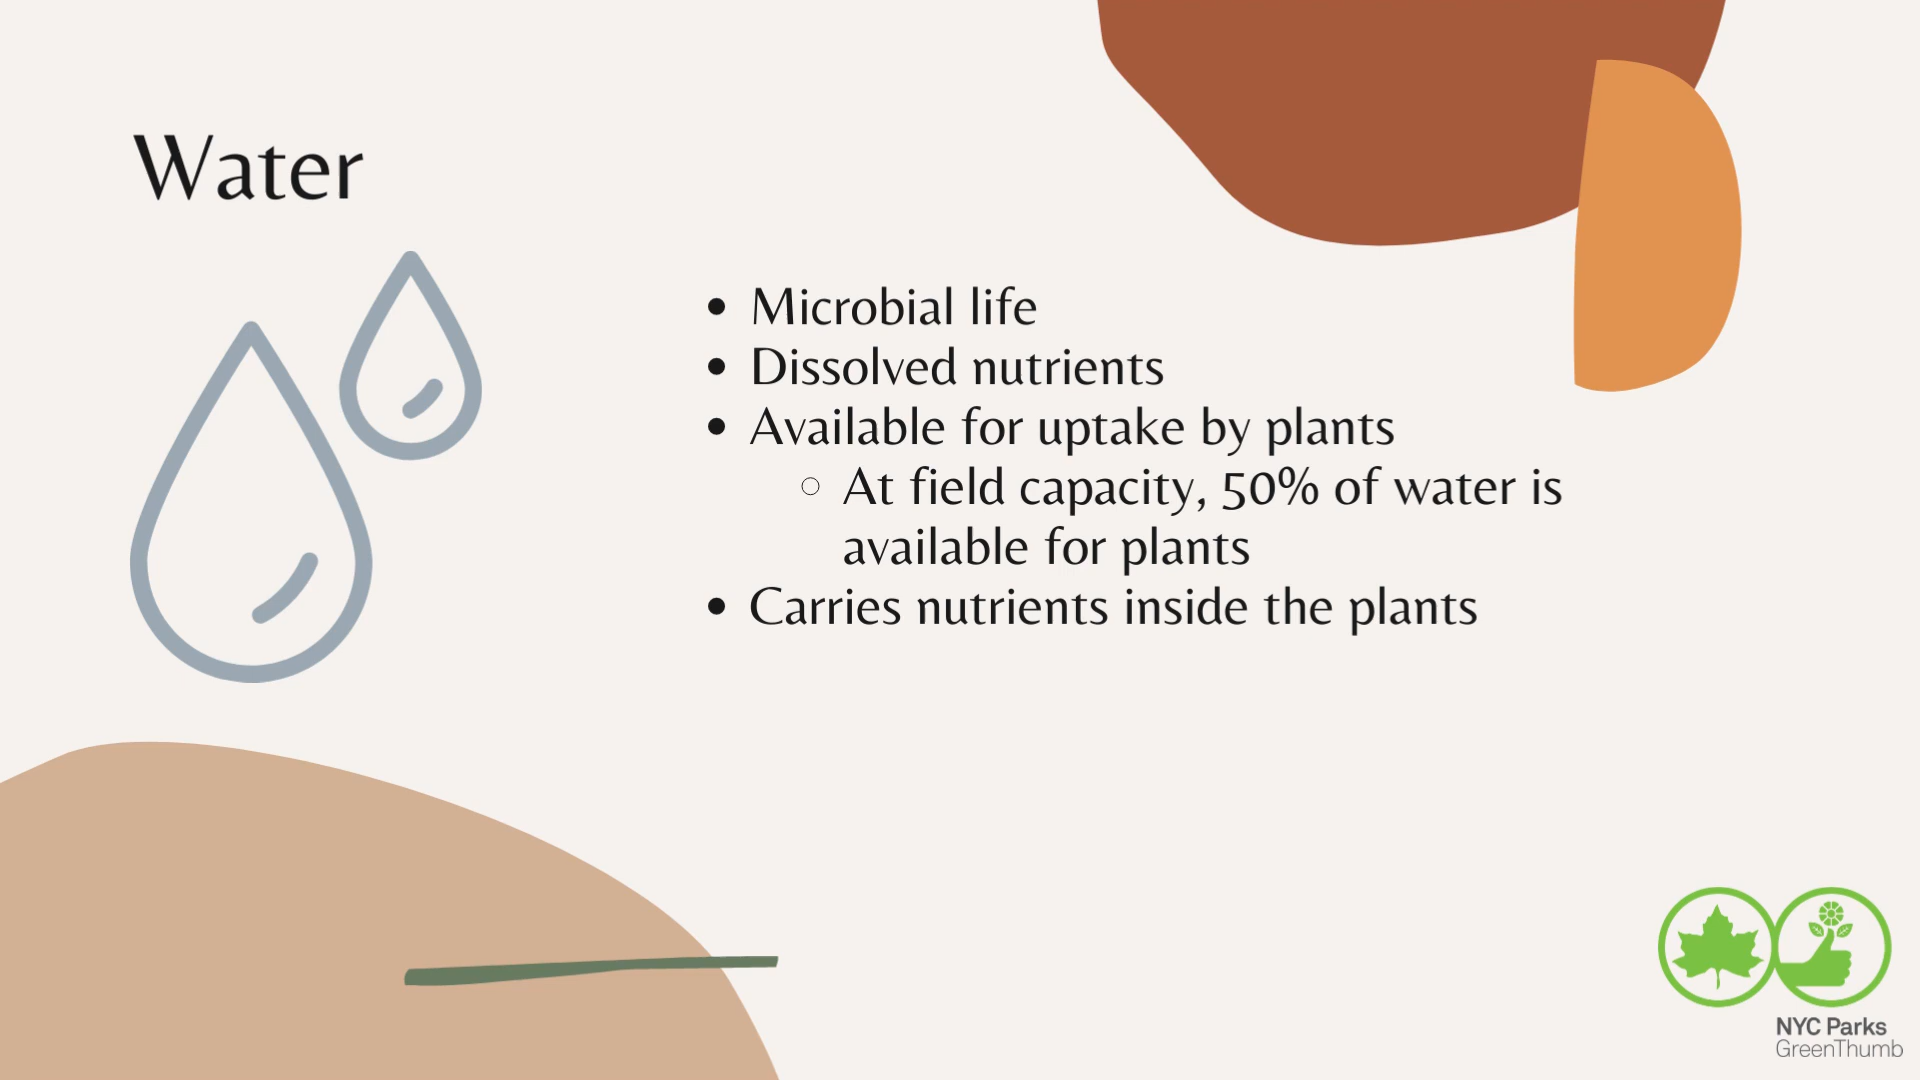 Water
• Microbial life
• Dissolved nutrients
• Available for uptake by plants
○ At field capacity, 50% of water is
available for plants
• Carries nutrients inside the plants
NYC Parks
GreenThumb